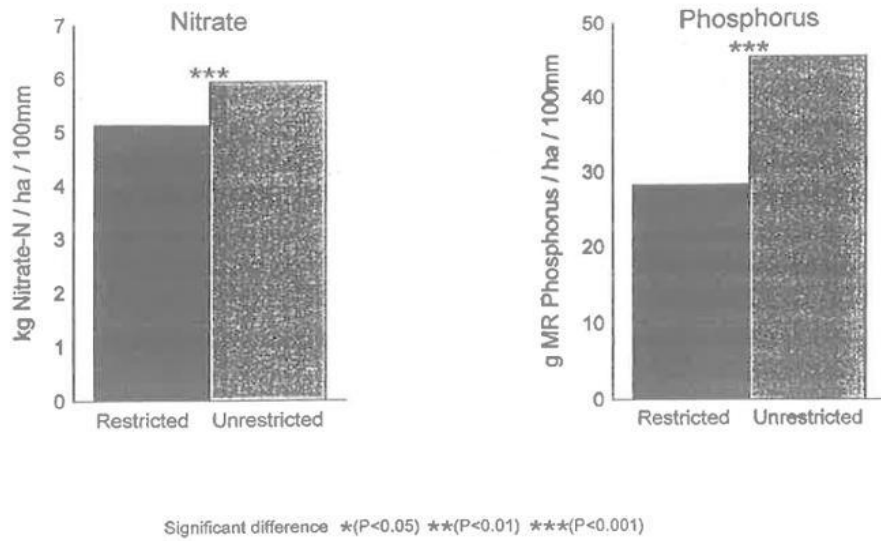 Nitrate
kg Nitrate-N / ha / 100mm
7
6
5
4
3
2
1
0
***
Restricted
Unrestricted
Phosphorus
g MR Phosphorus / ha / 100mm
50
40
30
20
10
0
***
Restricted
Unrestricted
Significant difference *(P<0.05) **(P<0.01) ***(P<0.001)